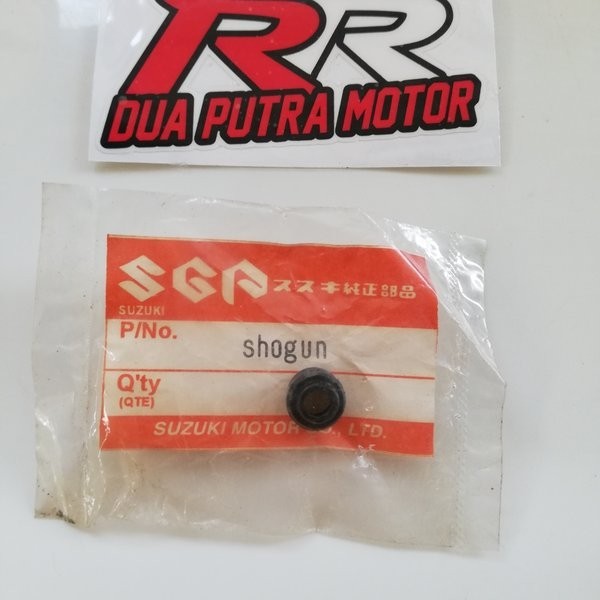 RR
DUA PUTRA MOTOR
SGP スズキ純正部品
SUZUKI
P/No.
shogun
Q'ty
(QTE)
SUZUKI MOTOR CO., LTD.